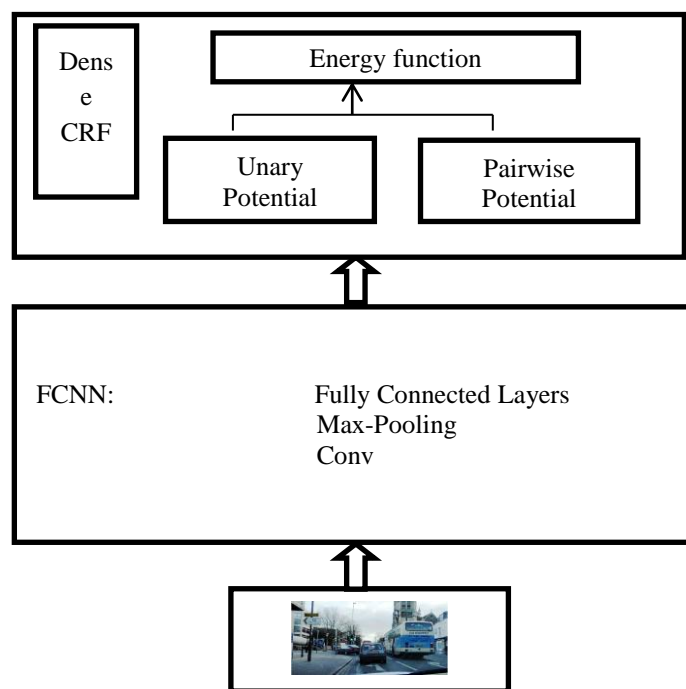 Dens
e
CRF
Energy function
Unary
Potential
Pairwise
Potential
FCNN: Fully Connected Layers
Max-Pooling
Conv